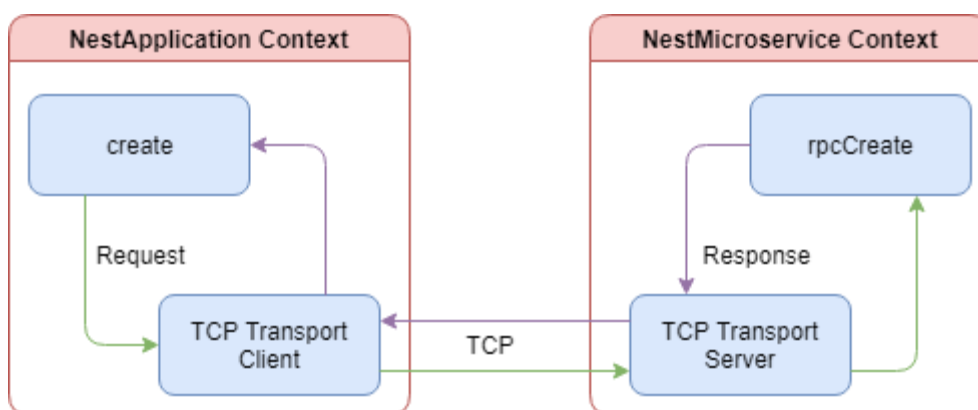 NestApplication Context
NestMicroservice Context
create
rpcCreate
Request
Response
TCP Transport
Client
TCP
TCP Transport
Server